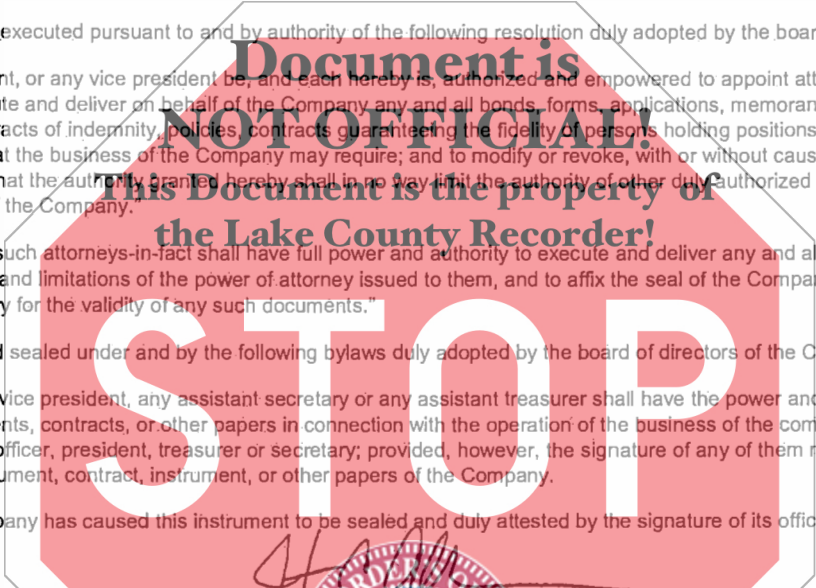 executed pursuant to and by authority of the following resolution duly adopted by the boar
Document is
nt, or any vice president be, and each hereby is, authorized and empowered to appoint att
te and deliver on behalf of the Company any and all bonds, forms, applications, memoran
NOT OFFICIAL!
acts of indemnity, policies, contracts guaranteeing the fidelity of persons holding positions
t the business of the Company may require; and to modify or revoke, with or without caus
hat the authority granted hereby shall in no way limit the authority of other duly authorized
This Document is the property of
the Company."
the Lake County Recorder!
uch attorneys-in-fact shall have full power and authority to execute and deliver any and al
and limitations of the power of attorney issued to them, and to affix the seal of the Compa
y for the validity of any such documents."
STOP
sealed under and by the following bylaws duly adopted by the board of directors of the C
vice president, any assistant secretary or any assistant treasurer shall have the power and
nts, contracts, or other papers in connection with the operation of the business of the com
officer, president, treasurer or secretary; provided, however, the signature of any of them
ument, contract, instrument, or other papers of the Company.
any has caused this instrument to be sealed and duly attested by the signature of its offic